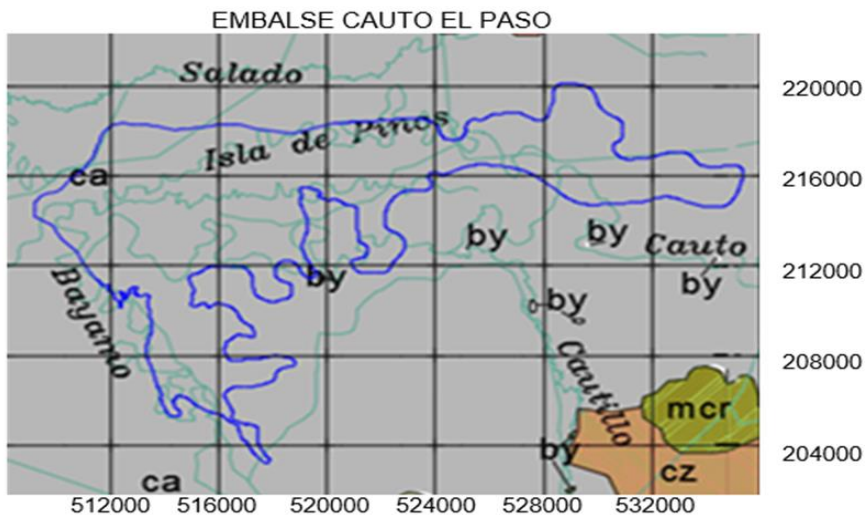 EMBALSE CAUTO EL PASO
Salado
220000
Isla de Pinos
ca
216000
by
by
Cauto
by
by
212000
Bayamo
by
Cautillo
208000
mcr
by
204000
ca
cz
512000 516000 520000 524000 528000 532000